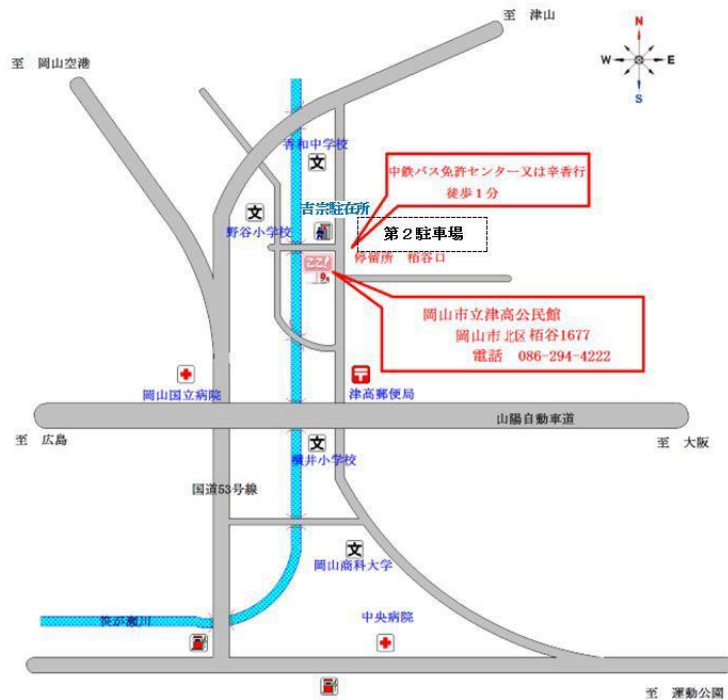 至 津山
N
W
E
S
至 岡山空港
香和中学校
文
中鉄バス免許センター又は辛香行
徒歩1分
文
吉宗駐在所
野谷小学校
第2駐車場
停留所 栢谷口
岡山市立津高公民館
岡山市北区栢谷1677
電話 086-294-4222
岡山国立病院
津高郵便局
山陽自動車道
至 広島
至 大阪
文
横井小学校
国道53号線
文
岡山商科大学
笹が瀬川
中央病院
至 運動公園